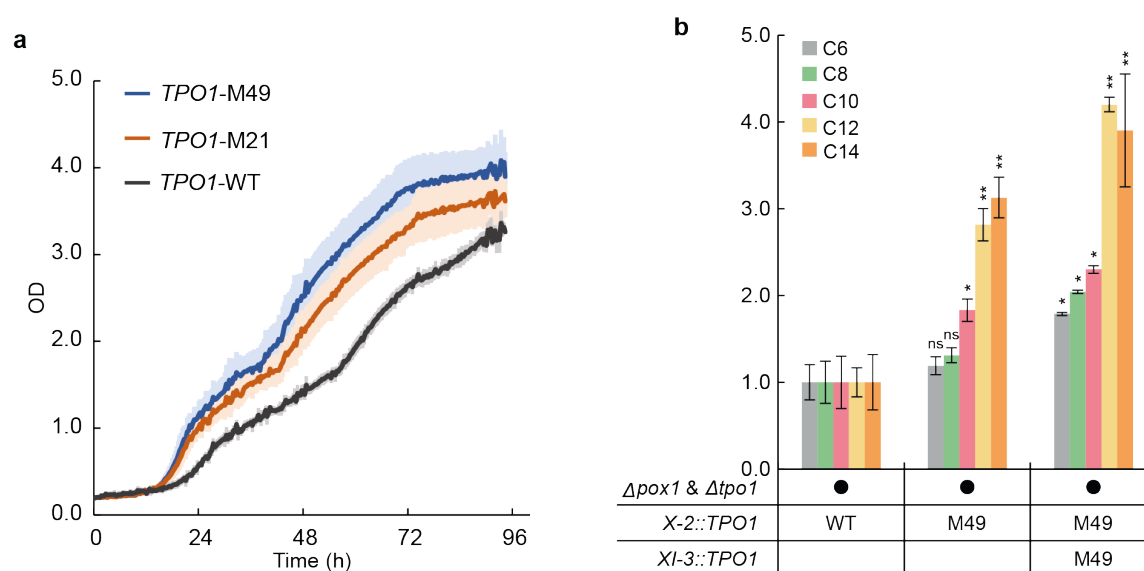 a
5.0
4.0
3.0
2.0
1.0
0.0
OD
TPO1-M49
TPO1-M21
TPO1-WT
0 24 48 72 96
Time (h)
b
5.0
4.0
3.0
2.0
1.0
0.0
C6
C8
C10
C12
C14
ns ns * ** **
* * * ** **
Δpox1 & Δtpo1 ● ● ●
X-2::TPO1 WT M49 M49
XI-3::TPO1 M49